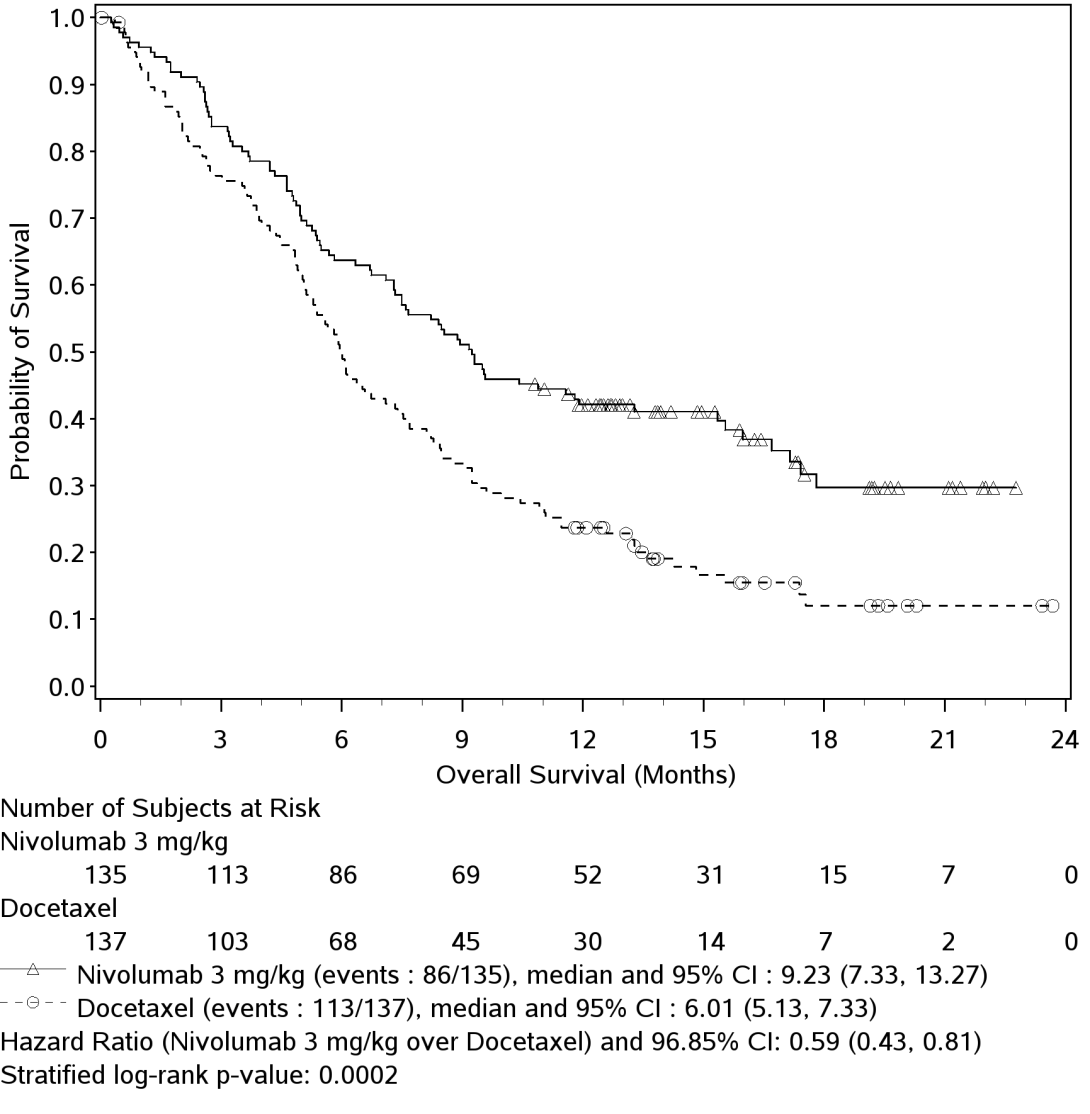 1.0
0.9
0.8
0.7
0.6
0.5
0.4
0.3
0.2
0.1
0.0
Probability of Survival
0 3 6 9 12 15 18 21 24
Overall Survival (Months)
Number of Subjects at Risk
Nivolumab 3 mg/kg
135 113 86 69 52 31 15 7 0
Docetaxel
137 103 68 45 30 14 7 2 0
Nivolumab 3 mg/kg (events : 86/135), median and 95% CI : 9.23 (7.33, 13.27)
Docetaxel (events : 113/137), median and 95% CI : 6.01 (5.13, 7.33)
Hazard Ratio (Nivolumab 3 mg/kg over Docetaxel) and 96.85% CI: 0.59 (0.43, 0.81)
Stratified log-rank p-value: 0.0002